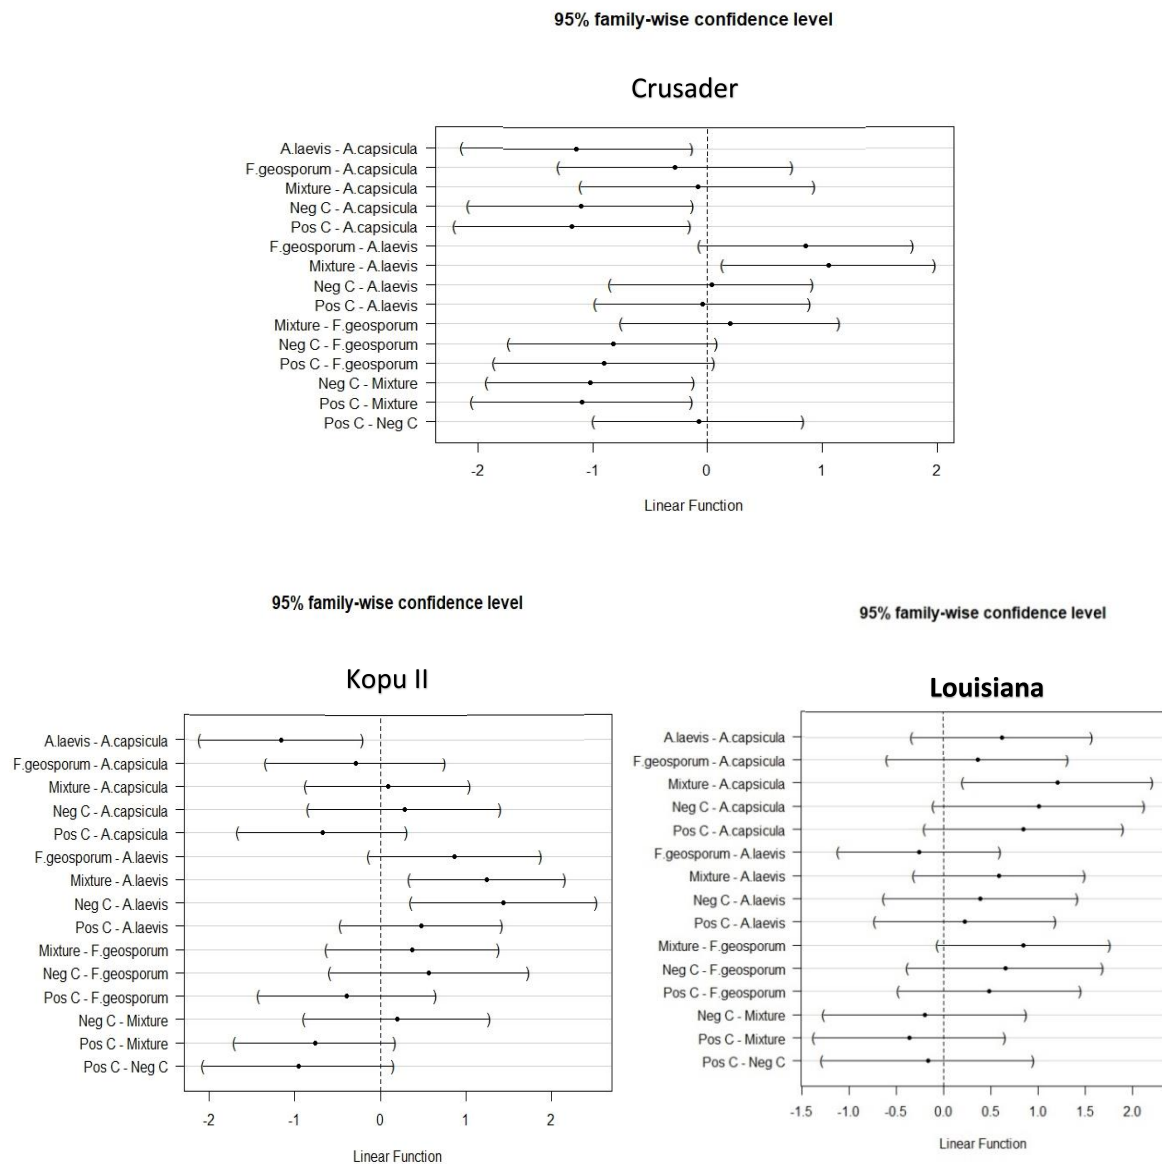 95% family-wise confidence level
Crusader
A.laevis - A.capsicula
F.geosporum - A.capsicula
Mixture - A.capsicula
Neg C - A.capsicula
Pos C - A.capsicula
F.geosporum - A.laevis
Mixture - A.laevis
Neg C - A.laevis
Pos C - A.laevis
Mixture - F.geosporum
Neg C - F.geosporum
Pos C - F.geosporum
Neg C - Mixture
Pos C - Mixture
Pos C - Neg C
-2 -1 0 1 2
Linear Function
95% family-wise confidence level
Kopu II
A.laevis - A.capsicula
F.geosporum - A.capsicula
Mixture - A.capsicula
Neg C - A.capsicula
Pos C - A.capsicula
F.geosporum - A.laevis
Mixture - A.laevis
Neg C - A.laevis
Pos C - A.laevis
Mixture - F.geosporum
Neg C - F.geosporum
Pos C - F.geosporum
Neg C - Mixture
Pos C - Mixture
Pos C - Neg C
-2 -1 0 1 2
Linear Function
95% family-wise confidence level
Louisiana
A.laevis - A.capsicula
F.geosporum - A.capsicula
Mixture - A.capsicula
Neg C - A.capsicula
Pos C - A.capsicula
F.geosporum - A.laevis
Mixture - A.laevis
Neg C - A.laevis
Pos C - A.laevis
Mixture - F.geosporum
Neg C - F.geosporum
Pos C - F.geosporum
Neg C - Mixture
Pos C - Mixture
Pos C - Neg C
-1.5 -1.0 -0.5 0.0 0.5 1.0 1.5 2.0
Linear Function